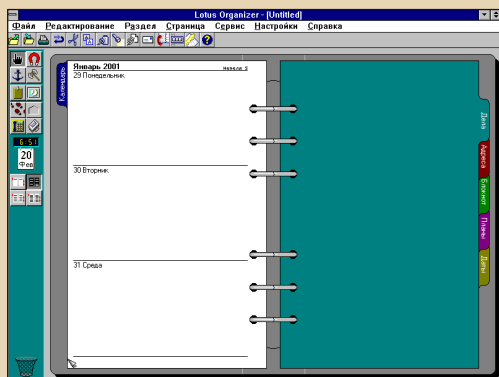 Lotus Organizer - [Untitled]
Файл Редактирование Раздел Страница Сервис Настройки Справка
Календарь
Январь 2001 Неделя 5
29 Понедельник
30 Вторник
31 Среда
6:51
20
Фев
Дела
Адреса
Блокнот
Планы
Даты